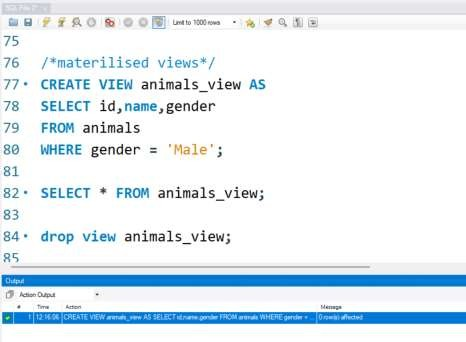 SQL File 2*
Limit to 1000 rows
75
76 /*materilised views*/
77 CREATE VIEW animals_view AS
78 SELECT id,name,gender
79 FROM animals
80 WHERE gender = 'Male';
81
82 SELECT * FROM animals_view;
83
84 drop view animals_view;
85
Output
Action Output
# Time Action Message
1 12:16:06 CREATE VIEW animals_view AS SELECT id,name,gender FROM animals WHERE gender = ... 0 row(s) affected